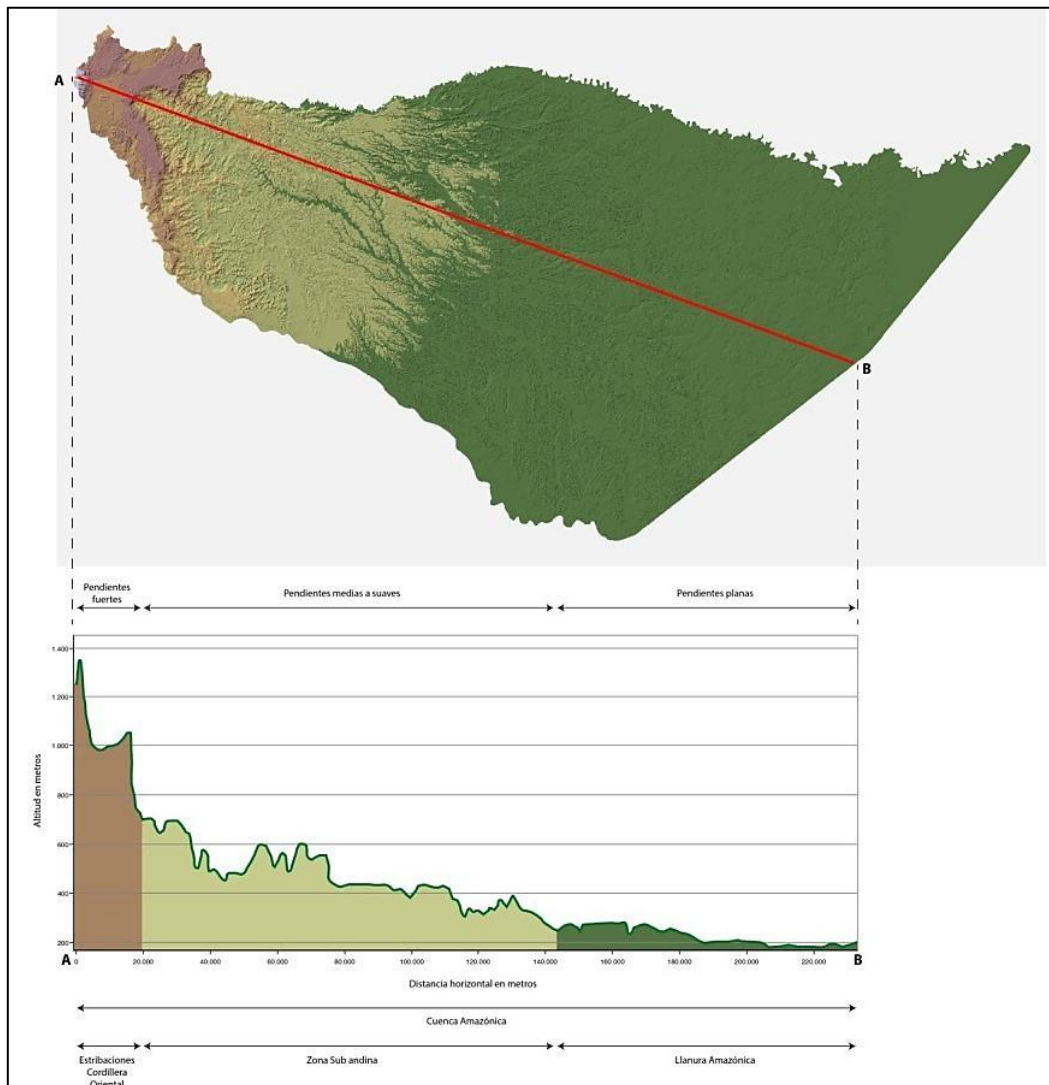 A
B
Pendientes
fuertes
Pendientes medias a suaves
Pendientes planas
Altitud en metros
1.400
1.200
1.000
800
600
400
200
A
B
0
20.000
40.000
60.000
80.000
100.000
120.000
140.000
160.000
180.000
200.000
220.000
Distancia horizontal en metros
Cuenca Amazónica
Estribaciones
Cordillera
Oriental
Zona Sub andina
Llanura Amazónica